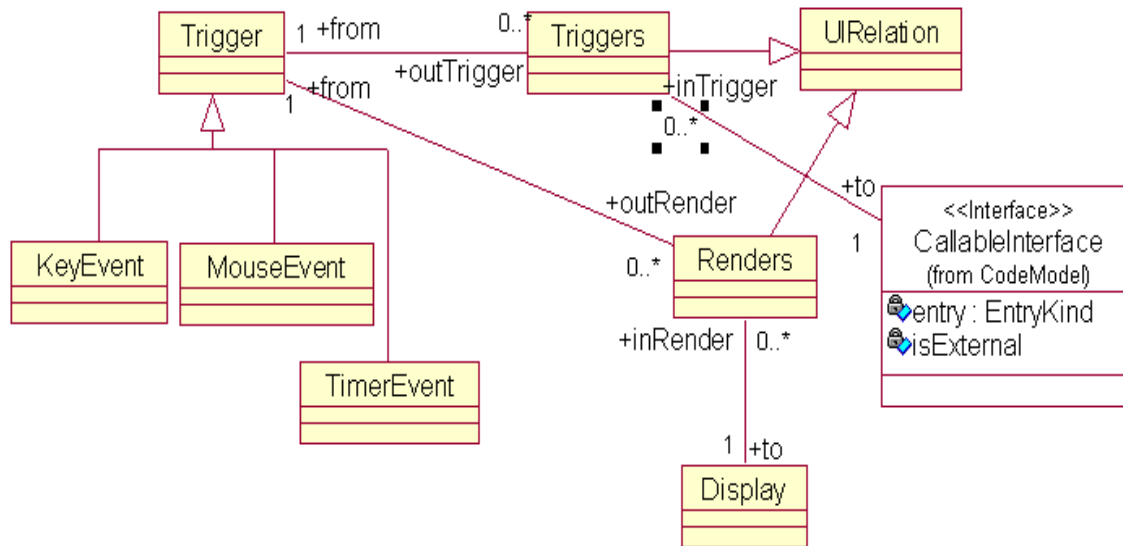 Trigger
1
+from
0..*
Triggers
UIRelation
+outTrigger
+from
1
+inTrigger
0..*
+to
1
<<Interface>>
CallableInterface
(from CodeModel)
entry : EntryKind
isExternal
+outRender
0..*
Renders
KeyEvent
MouseEvent
+inRender
0..*
TimerEvent
1
+to
Display